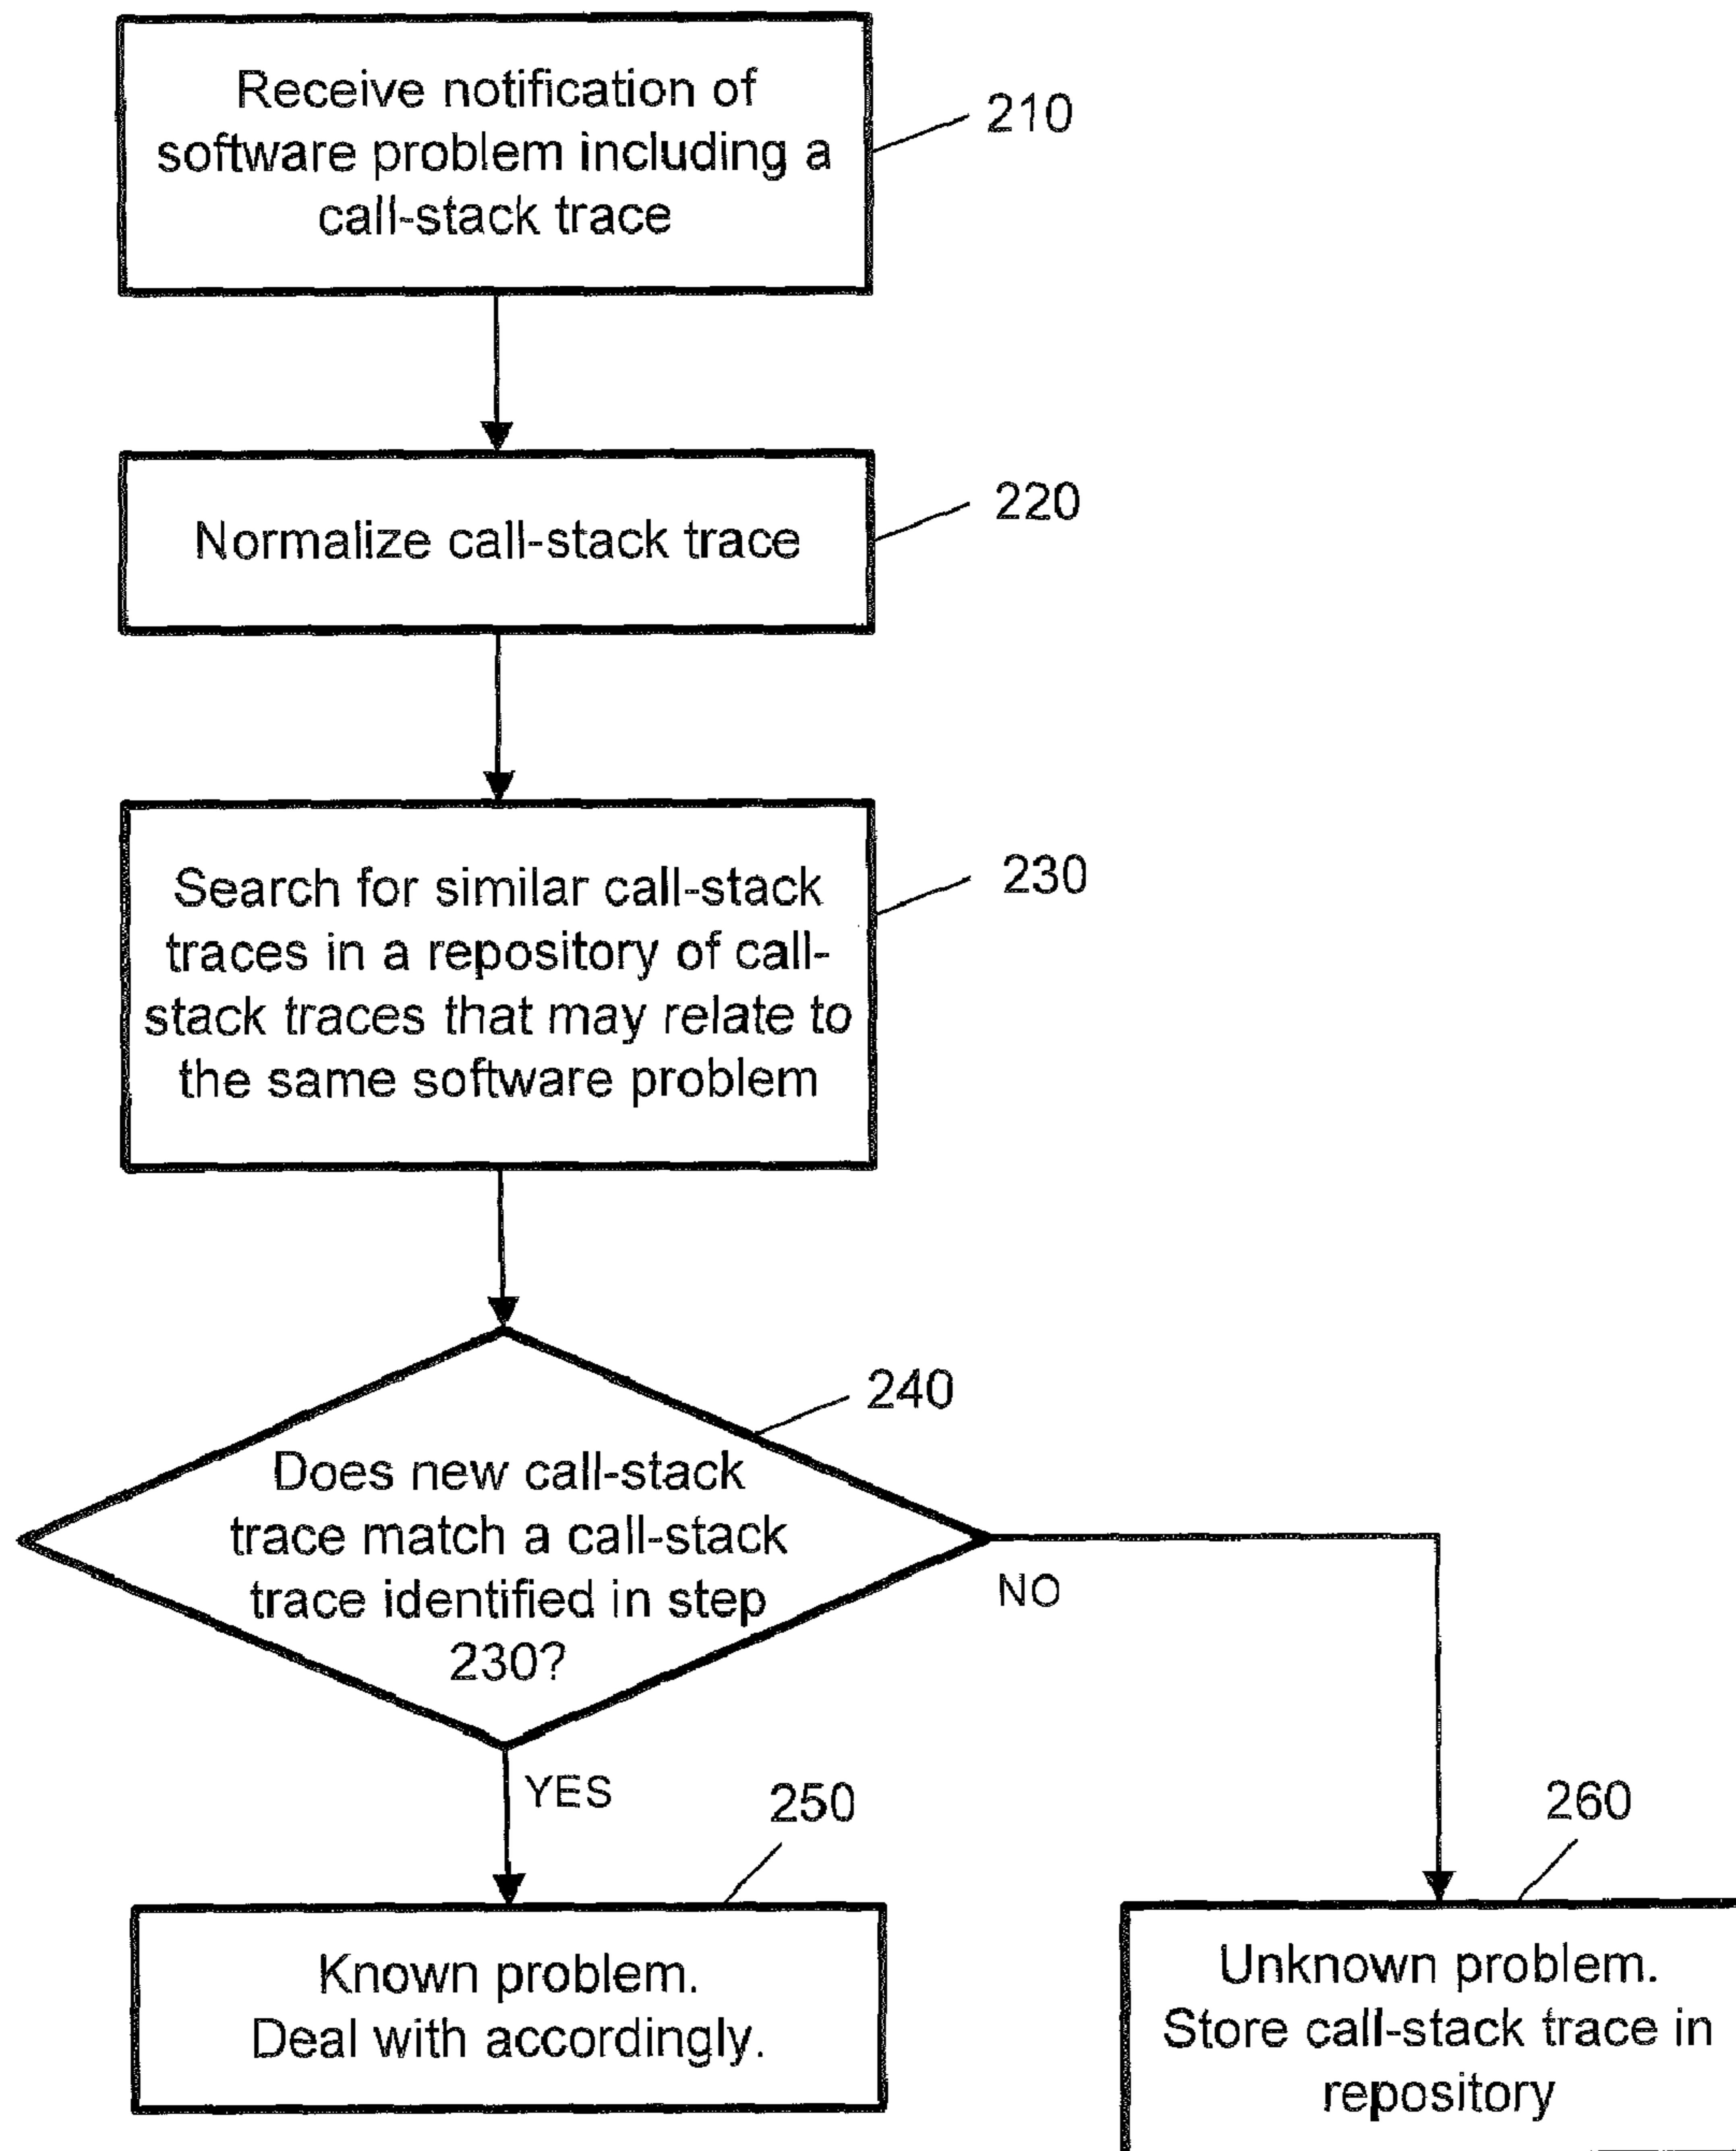 Receive notification of
software problem including a
call-stack trace
210
Normalize call-stack trace
220
Search for similar call-stack
traces in a repository of call-
stack traces that may relate to
the same software problem
230
240
Does new call-stack
trace match a call-stack
trace identified in step
230?
NO
YES
250
Known problem.
Deal with accordingly.
260
Unknown problem.
Store call-stack trace in
repository